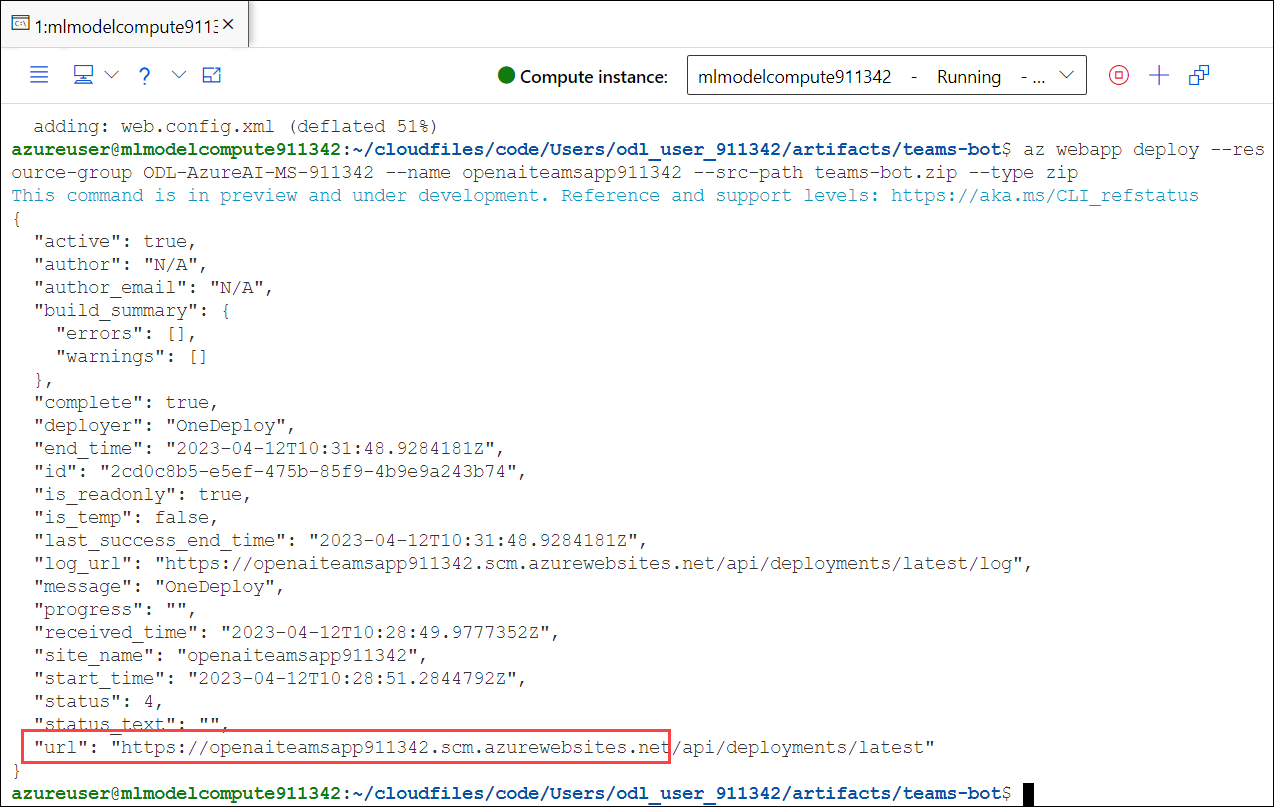 1:mlmodelcompute9113
Compute instance: mlmodelcompute911342 - Running - ...
  adding: web.config.xml (deflated 51%)
azureuser@mlmodelcompute911342:~/cloudfiles/code/Users/odl_user_911342/artifacts/teams-bot$ az webapp deploy --res
ource-group ODL-AzureAI-MS-911342 --name openaiteamsapp911342 --src-path teams-bot.zip --type zip
This command is in preview and under development. Reference and support levels: https://aka.ms/CLI_refstatus
{
  "active": true,
  "author": "N/A",
  "author_email": "N/A",
  "build_summary": {
    "errors": [],
    "warnings": []
  },
  "complete": true,
  "deployer": "OneDeploy",
  "end_time": "2023-04-12T10:31:48.9284181Z",
  "id": "2cd0c8b5-e5ef-475b-85f9-4b9e9a243b74",
  "is_readonly": true,
  "is_temp": false,
  "last_success_end_time": "2023-04-12T10:31:48.9284181Z",
  "log_url": "https://openaiteamsapp911342.scm.azurewebsites.net/api/deployments/latest/log",
  "message": "OneDeploy",
  "progress": "",
  "received_time": "2023-04-12T10:28:49.9777352Z",
  "site_name": "openaiteamsapp911342",
  "start_time": "2023-04-12T10:28:51.2844792Z",
  "status": 4,
  "status_text": "",
  "url": "https://openaiteamsapp911342.scm.azurewebsites.net/api/deployments/latest"
}
azureuser@mlmodelcompute911342:~/cloudfiles/code/Users/odl_user_911342/artifacts/teams-bot$